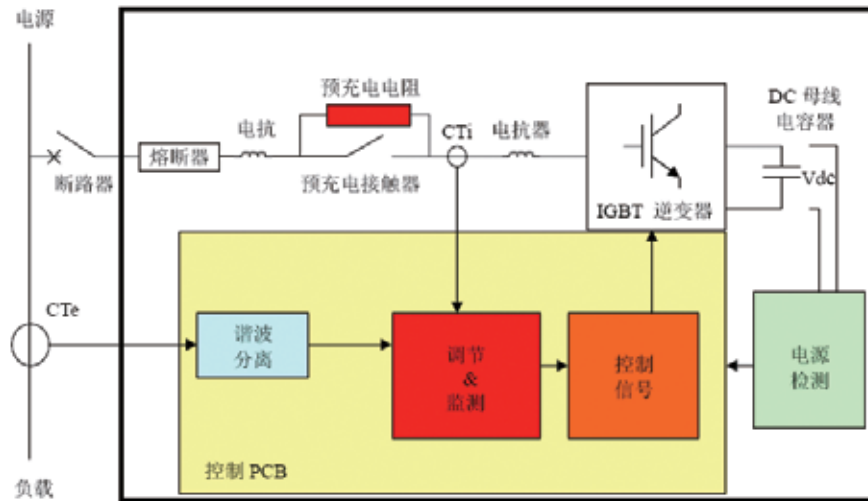 电源
预充电电阻
电抗
CTi
电抗器
DC 母线
电容器
熔断器
断路器
预充电接触器
Vdc
IGBT 逆变器
CTe
谐波
分离
调节
&
监测
控制
信号
电源
检测
控制 PCB
负载